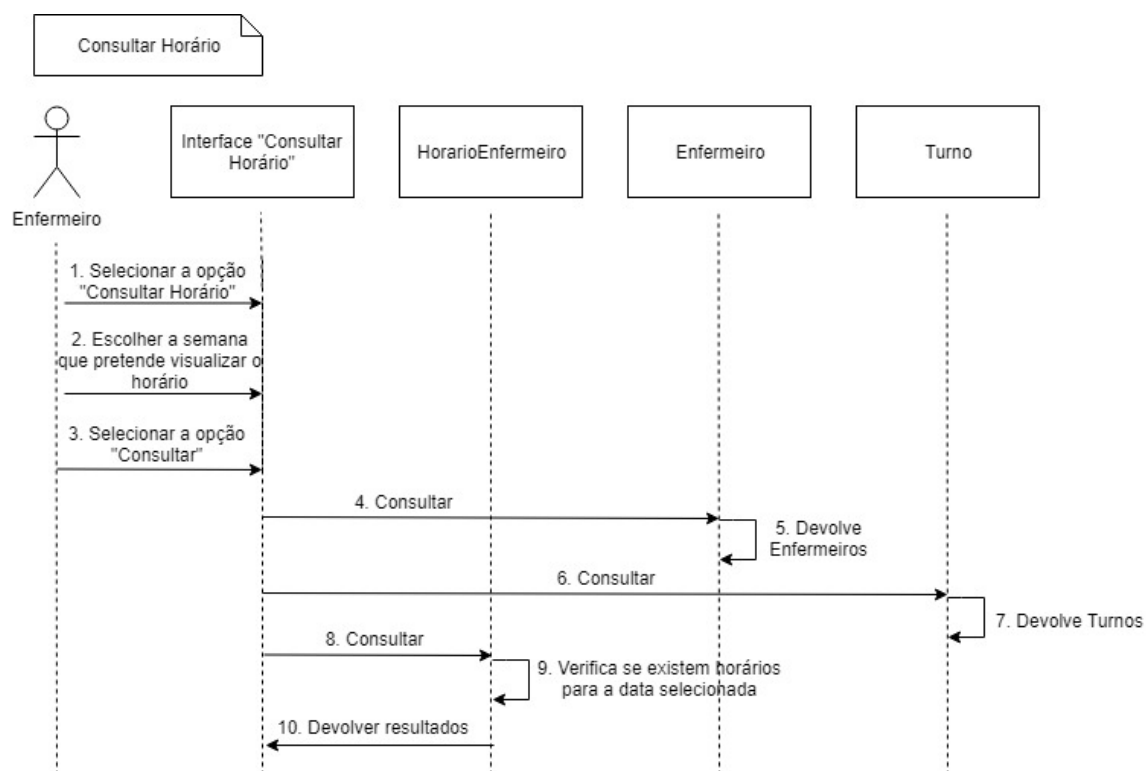 Consultar Horário
Interface "Consultar
Horário"
HorarioEnfermeiro
Enfermeiro
Turno
Enfermeiro
1. Selecionar a opção
"Consultar Horário"
2. Escolher a semana
que pretende visualizar o
horário
3. Selecionar a opção
"Consultar"
4. Consultar
5. Devolve
Enfermeiros
6. Consultar
7. Devolve Turnos
8. Consultar
9. Verifica se existem horários
para a data selecionada
10. Devolver resultados